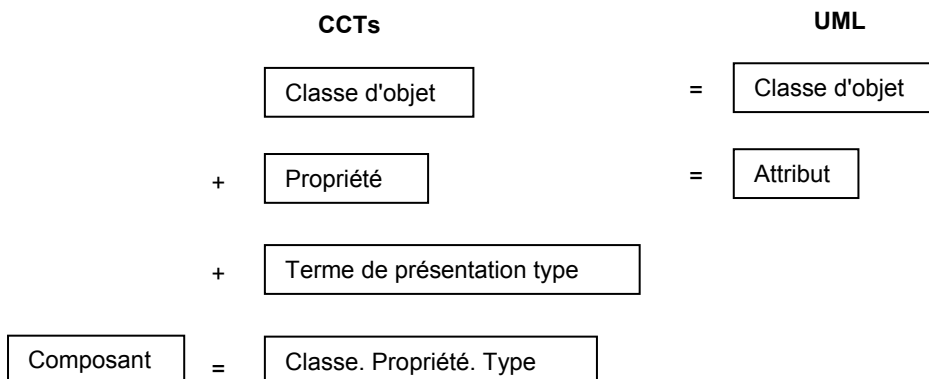 CCTs UML
Classe d'objet = Classe d'objet
+ Propriété = Attribut
+ Terme de présentation type
Composant = Classe. Propriété. Type